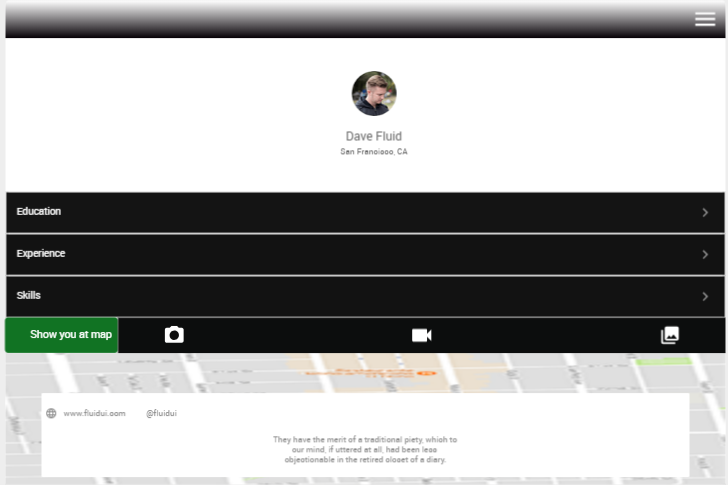 Dave Fluid
San Francisco, CA
Education
Experience
Skills
Show you at map
www.fluidui.com @fluidui
They have the merit of a traditional piety, which to
our mind, if uttered at all, had been less
objectionable in the retired closet of a diary.